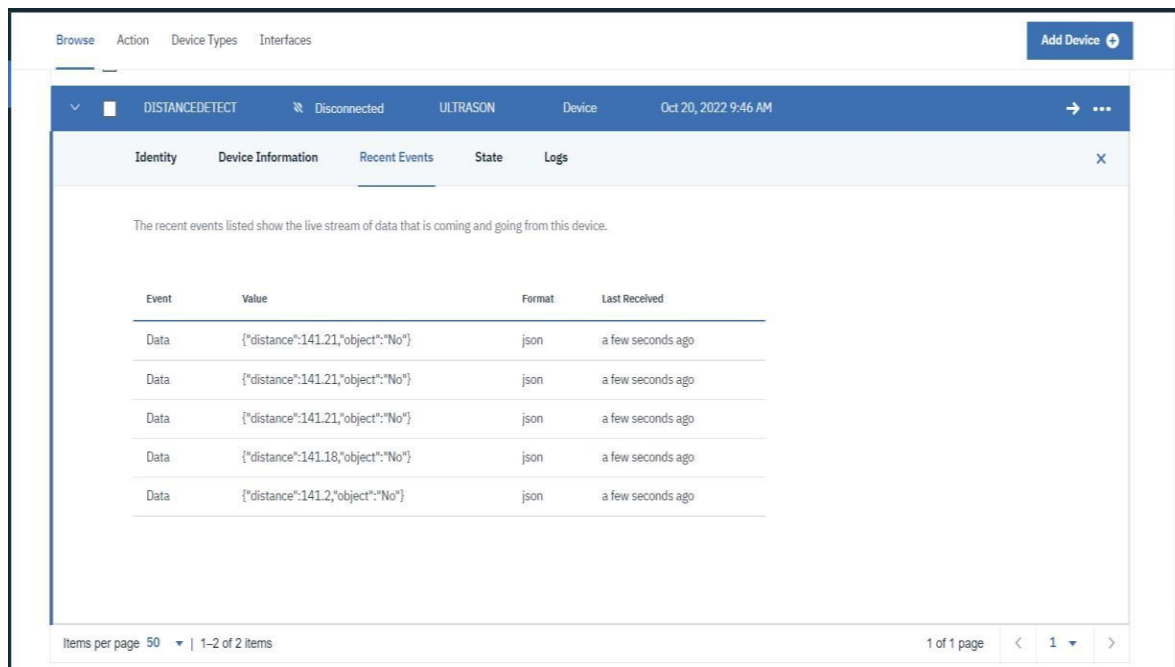 Browse Action Device Types Interfaces Add Device
DISTANCEDETECT Disconnected ULTRASON Device Oct 20, 2022 9:46 AM
Identity Device Information Recent Events State Logs
The recent events listed show the live stream of data that is coming and going from this device.
Event Value Format Last Received
Data {"distance":141.21,"object":"No"} json a few seconds ago
Data {"distance":141.21,"object":"No"} json a few seconds ago
Data {"distance":141.21,"object":"No"} json a few seconds ago
Data {"distance":141.18,"object":"No"} json a few seconds ago
Data {"distance":141.2,"object":"No"} json a few seconds ago
Items per page 50 | 1–2 of 2 items 1 of 1 page 1